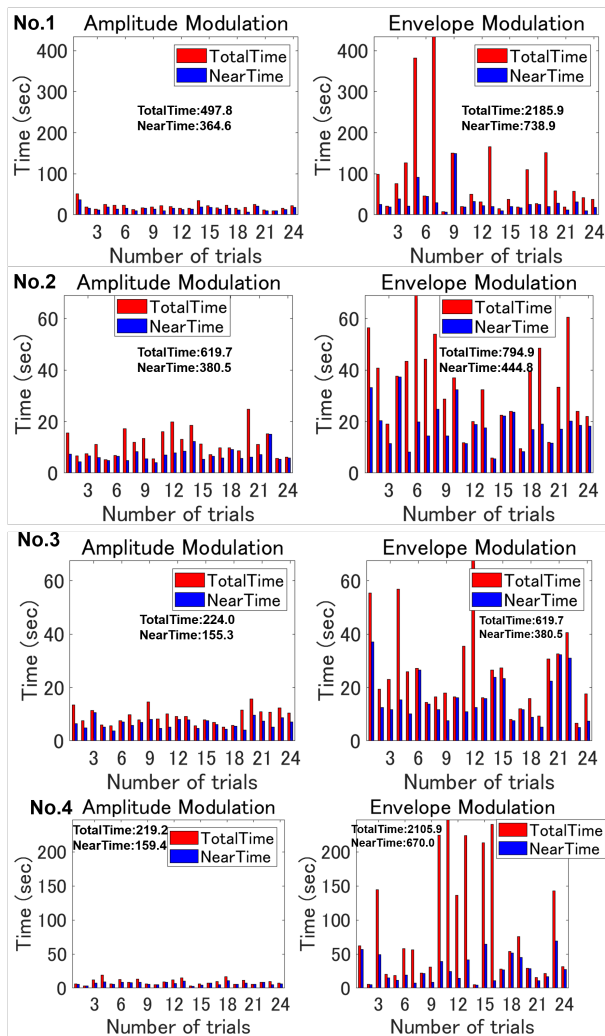 No.1
Amplitude Modulation
Envelope Modulation
400
300
200
100
0
Time (sec)
TotalTime
NearTime
TotalTime:497.8
NearTime:364.6
3 6 9 12 15 18 21 24
Number of trials
400
300
200
100
0
Time (sec)
TotalTime
NearTime
TotalTime:2185.9
NearTime:738.9
3 6 9 12 15 18 21 24
Number of trials
No.2
Amplitude Modulation
Envelope Modulation
60
40
20
0
Time (sec)
TotalTime
NearTime
TotalTime:619.7
NearTime:380.5
3 6 9 12 15 18 21 24
Number of trials
60
40
20
0
Time (sec)
TotalTime
NearTime
TotalTime:794.9
NearTime:444.8
3 6 9 12 15 18 21 24
Number of trials
No.3
Amplitude Modulation
Envelope Modulation
60
40
20
0
Time (sec)
TotalTime
NearTime
TotalTime:224.0
NearTime:155.3
3 6 9 12 15 18 21 24
Number of trials
60
40
20
0
Time (sec)
TotalTime
NearTime
TotalTime:619.7
NearTime:380.5
3 6 9 12 15 18 21 24
Number of trials
No.4
Amplitude Modulation
Envelope Modulation
200
150
100
50
0
Time (sec)
TotalTime:219.2
NearTime:159.4
TotalTime
NearTime
3 6 9 12 15 18 21 24
Number of trials
200
150
100
50
0
Time (sec)
TotalTime:2105.9
NearTime:670.0
TotalTime
NearTime
3 6 9 12 15 18 21 24
Number of trials